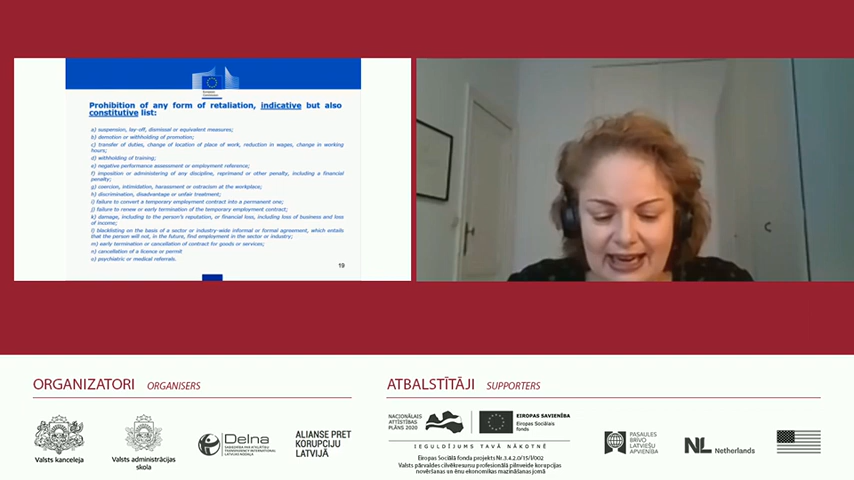 European
Commission
Prohibition of any form of retaliation, indicative but also
constitutive list:
a) suspension, lay-off, dismissal or equivalent measures;
b) demotion or withholding of promotion;
c) transfer of duties, change of location of place of work, reduction in wages, change in working
hours;
d) withholding of training;
e) negative performance assessment or employment reference;
f) imposition or administering of any discipline, reprimand or other penalty, including a financial
penalty;
g) coercion, intimidation, harassment or ostracism at the workplace;
h) discrimination, disadvantage or unfair treatment;
i) failure to convert a temporary employment contract into a permanent one;
j) failure to renew or early termination of the temporary employment contract;
k) damage, including to the person's reputation, or financial loss, including loss of business and loss
of income;
l) blacklisting on the basis of a sector or industry-wide informal or formal agreement, which entails
that the person will not, in the future, find employment in the sector or industry;
m) early termination or cancellation of contract for goods or services;
n) cancellation of a licence or permit
o) psychiatric or medical referrals.
19
ORGANIZATORI ORGANISERS
Valsts kanceleja
Valsts administrācijas
skola
Delna
ALIANSE PRET
KORUPCIJU
LATVIJĀ
ATBALSTĪTĀJI SUPPORTERS
NACIONĀLAIS
ATTĪSTĪBAS
PLĀNS 2020
EIROPAS SAVIENĪBA
Eiropas Sociālais
fonds
IEGULDĪJUMS TAVĀ NĀKOTNĒ
Eiropas Sociālā fonda projekts Nr.3.4.2.0/15/I/002
Valsts pārvaldes cilvēkresursu profesionālā pilnveide korupcijas
novēršanas un ēnu ekonomikas mazināšanas jomā
PASAULES
BRĪVO
LATVIEŠU
APVIENĪBA
NL Netherlands